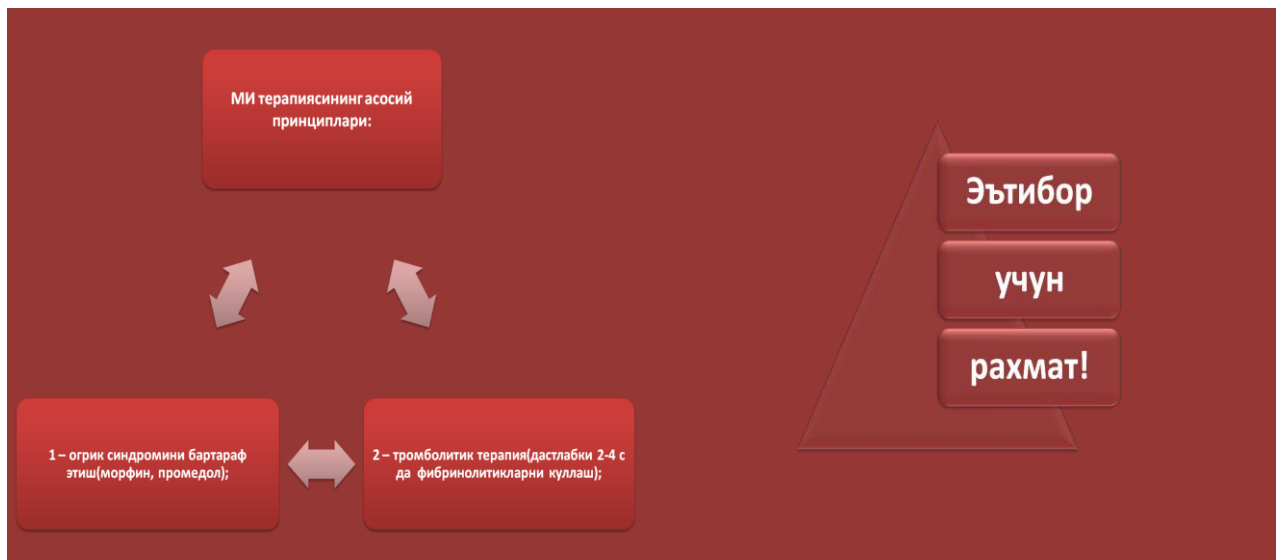 МИ терапиясининг асосий
принциплари:
1 – огрик синдромини бартараф
этиш(морфин, промедол);
2 – тромболитик терапия(дастлабки 2-4 с
да фибринолитикларни куллаш);
Эътибор
учун
рахмат!